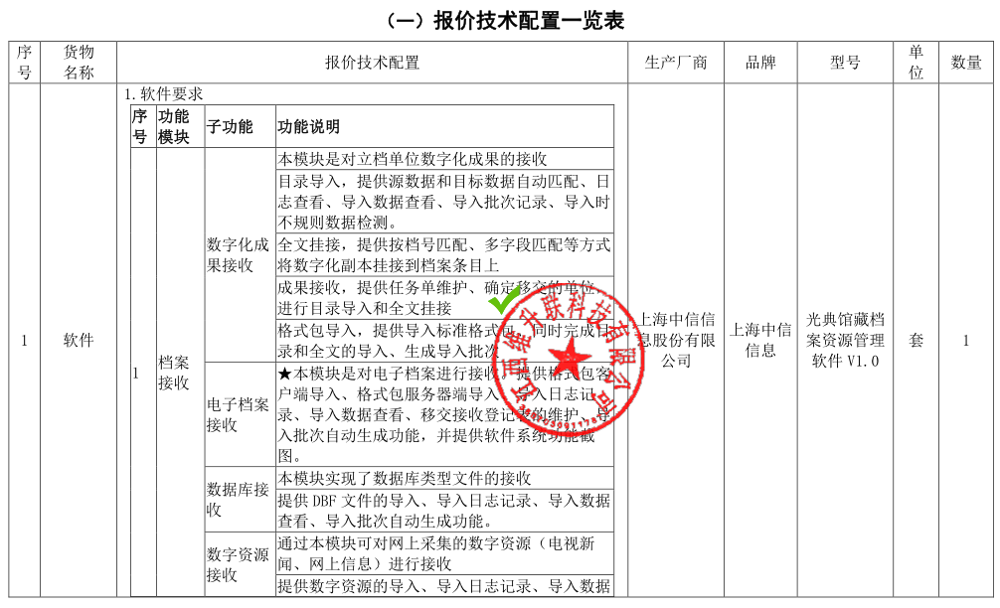 （一）报价技术配置一览表
序号 货物名称 报价技术配置 生产厂商 品牌 型号 单位 数量
1 软件
1.软件要求
序号 功能模块 子功能 功能说明
1 档案接收
数字化成果接收
本模块是对立档单位数字化成果的接收
目录导入，提供源数据和目标数据自动匹配、日
志查看、导入数据查看、导入批次记录、导入时
不规则数据检测。
全文挂接，提供按档号匹配、多字段匹配等方式
将数字化副本挂接到档案条目上
成果接收，提供任务单维护、确定移交的单位，
进行目录导入和全文挂接
格式包导入，提供导入标准格式包，同时完成目
录和全文的导入、生成导入批次
电子档案接收
★本模块是对电子档案进行接收。提供格式包客
户端导入、格式包服务器端导入、导入日志记
录、导入数据查看、移交接收登记表的维护、导
入批次自动生成功能，并提供软件系统功能截
图。
数据库接收
本模块实现了数据库类型文件的接收
提供 DBF 文件的导入、导入日志记录、导入数据
查看、导入批次自动生成功能。
数字资源接收
通过本模块可对网上采集的数字资源（电视新
闻、网上信息）进行接收
提供数字资源的导入、导入日志记录、导入数据
上海中信信
息股份有限
公司
上海中信
信息
光典馆藏档
案资源管理
软件 V1.0
套
1
江西维升联科技有限公司